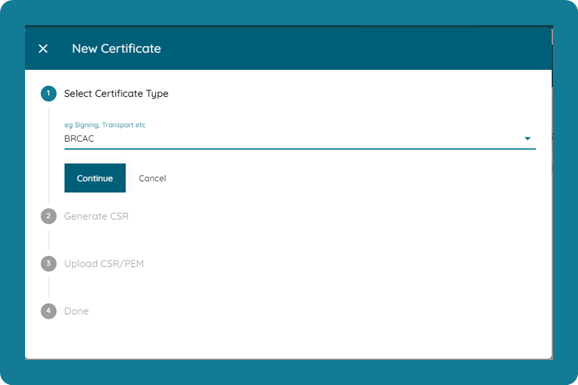 New Certificate
1 Select Certificate Type
eg Signing, Transport etc
BRCAC
Continue Cancel
2 Generate CSR
3 Upload CSR/PEM
4 Done